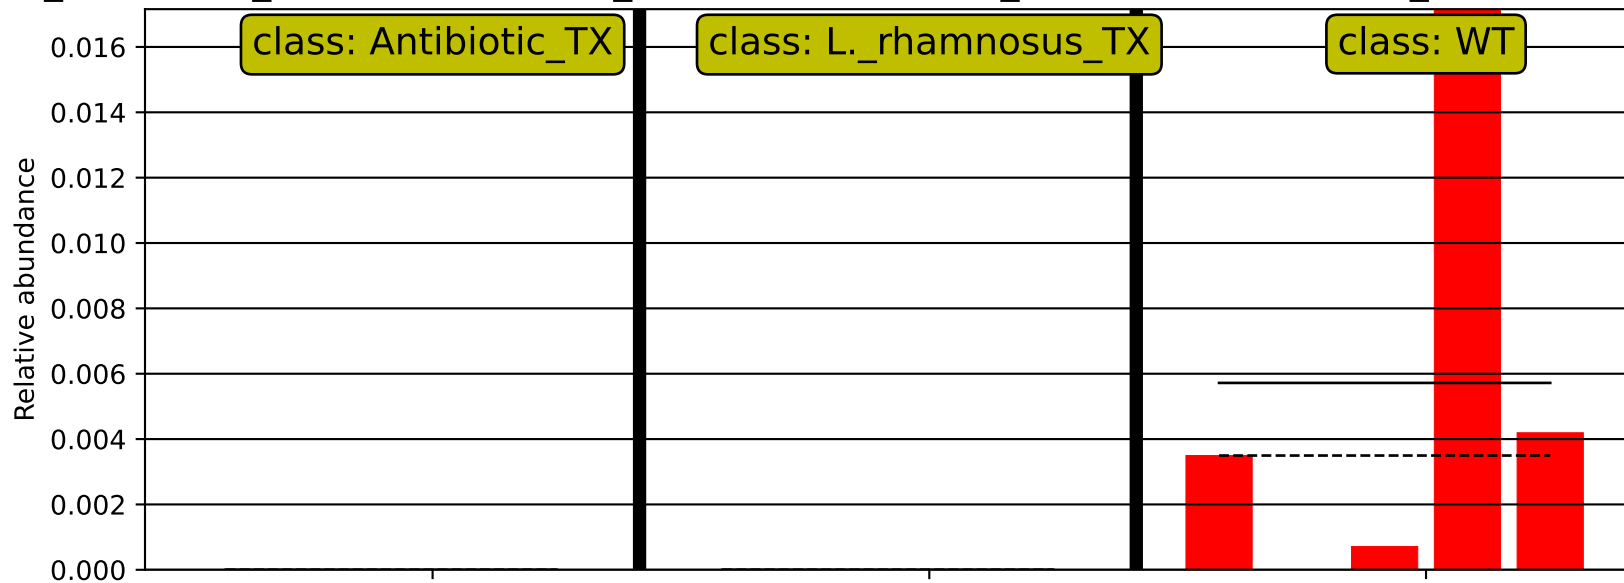 class: Antibiotic_TX
class: L._rhamnosus_TX
class: WT
Relative abundance
0.016
0.014
0.012
0.010
0.008
0.006
0.004
0.002
0.000